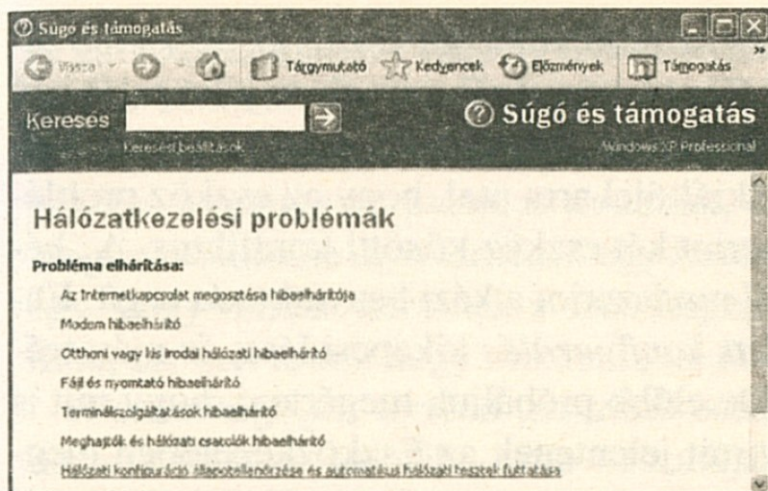 Súgó és támogatás
Vissza Tárgymutató Kedvencek Előzmények Támogatás »
Keresés
Keresési beállítások
Súgó és támogatás
Windows XP Professional
Hálózatkezelési problémák
Probléma elhárítása:
Az Internetkapcsolat megosztása hibaelhárítója
Modem hibaelhárító
Otthoni vagy kis irodai hálózati hibaelhárító
Fájl és nyomtató hibaelhárító
Terminálszolgáltatások hibaelhárító
Meghajtók és hálózati csatolók hibaelhárító
Hálózati konfiguráció állapotellenőrzése és automatikus hálózati tesztek futtatása